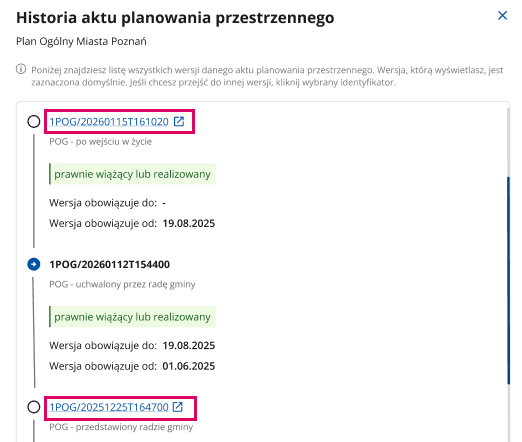 Historia aktu planowania przestrzennego
Plan Ogólny Miasta Poznań
Poniżej znajdziesz listę wszystkich wersji danego aktu planowania przestrzennego. Wersja, którą wyświetlasz, jest
zaznaczona domyślnie. Jeśli chcesz przejść do innej wersji, kliknij wybrany identyfikator.
1POG/20260115T161020
POG - po wejściu w życie
prawnie wiążący lub realizowany
Wersja obowiązuje do: -
Wersja obowiązuje od: 19.08.2025
1POG/20260112T154400
POG - uchwalony przez radę gminy
prawnie wiążący lub realizowany
Wersja obowiązuje do: 19.08.2025
Wersja obowiązuje od: 01.06.2025
1POG/20251225T164700
POG - przedstawiony radzie gminy